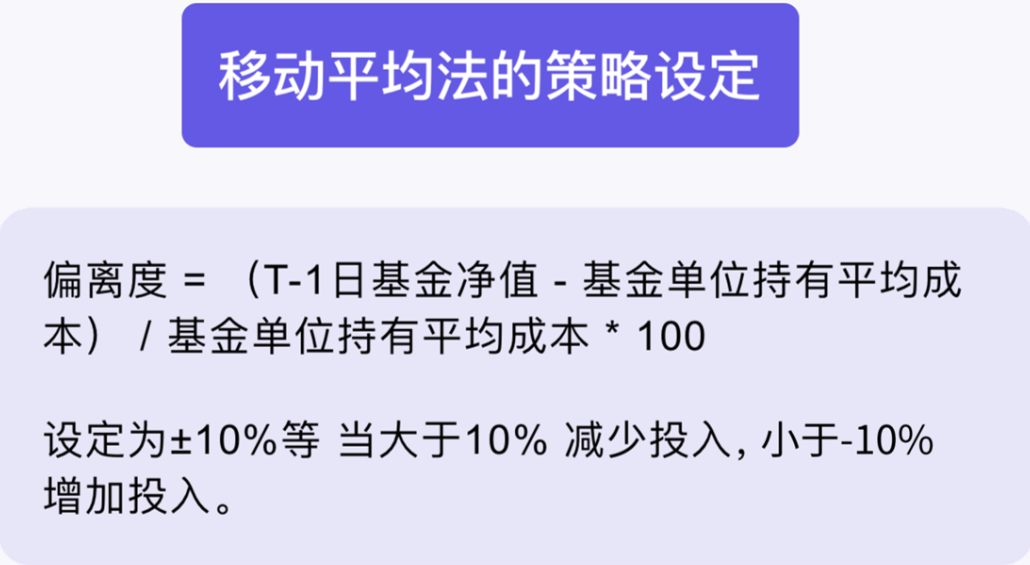 移动平均法的策略设定
偏离度 = （T-1日基金净值 - 基金单位持有平均成
本） / 基金单位持有平均成本 * 100
设定为±10%等 当大于10% 减少投入, 小于-10%
增加投入。